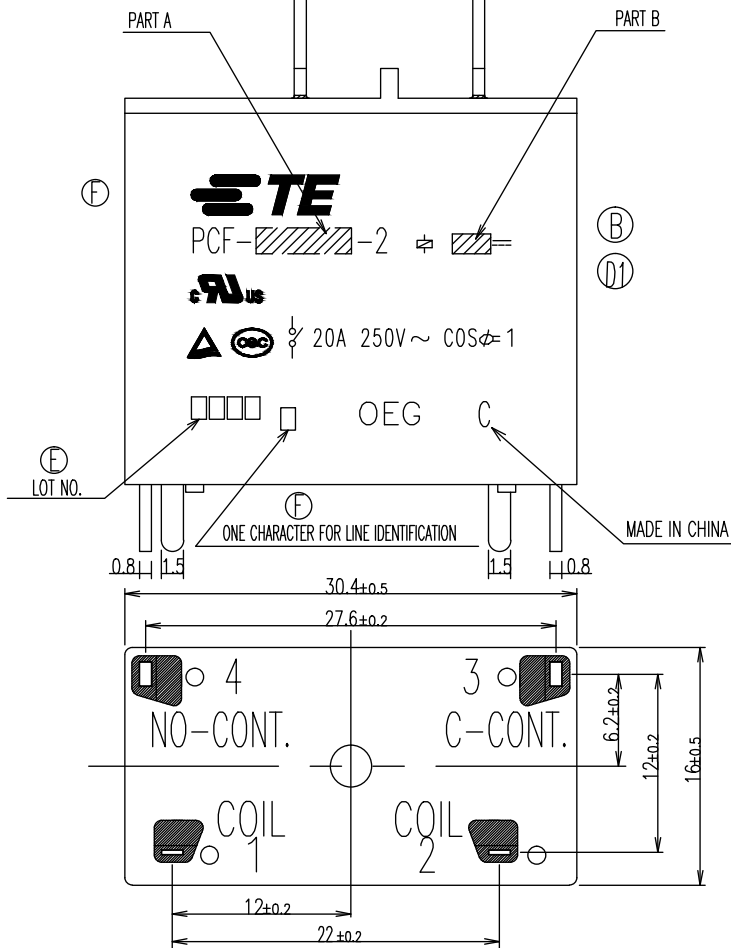 PART A
PART B
F
TE
PCF- -2
B
D1
c RU US
20A 250V~ COSφ=1
OEG C
E
LOT NO.
F
ONE CHARACTER FOR LINE IDENTIFICATION
MADE IN CHINA
0.8 1.5 1.5 0.8
30.4±0.5
27.6±0.2
4 3
NO-CONT. C-CONT.
6.2±0.2
12±0.2
16±0.5
COIL COIL
1 2
12±0.2
22±0.2